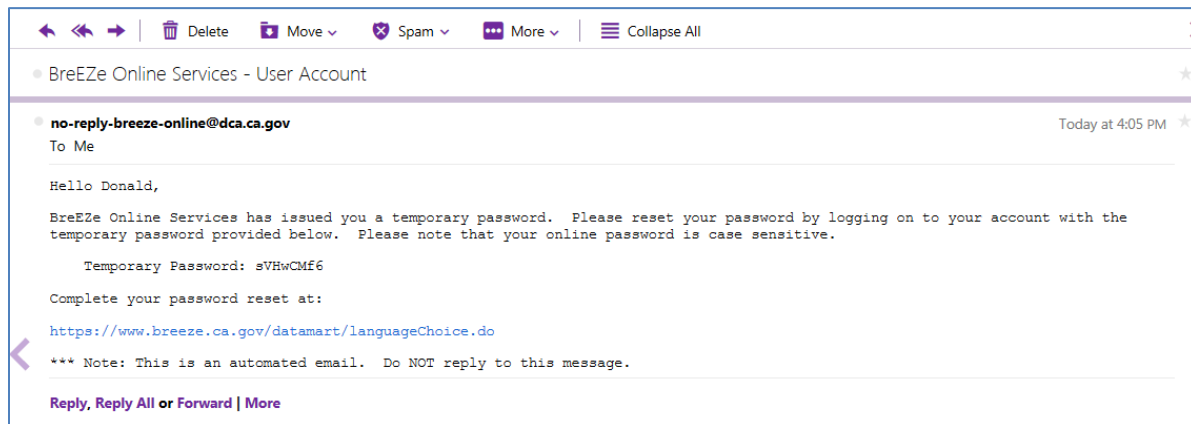 Delete Move Spam More Collapse All
BreEZe Online Services - User Account
no-reply-breeze-online@dca.ca.gov Today at 4:05 PM
To Me
Hello Donald,
BreEZe Online Services has issued you a temporary password. Please reset your password by logging on to your account with the
temporary password provided below. Please note that your online password is case sensitive.
Temporary Password: sVHwCMf6
Complete your password reset at:
https://www.breeze.ca.gov/datamart/languageChoice.do
*** Note: This is an automated email. Do NOT reply to this message.
Reply, Reply All or Forward | More